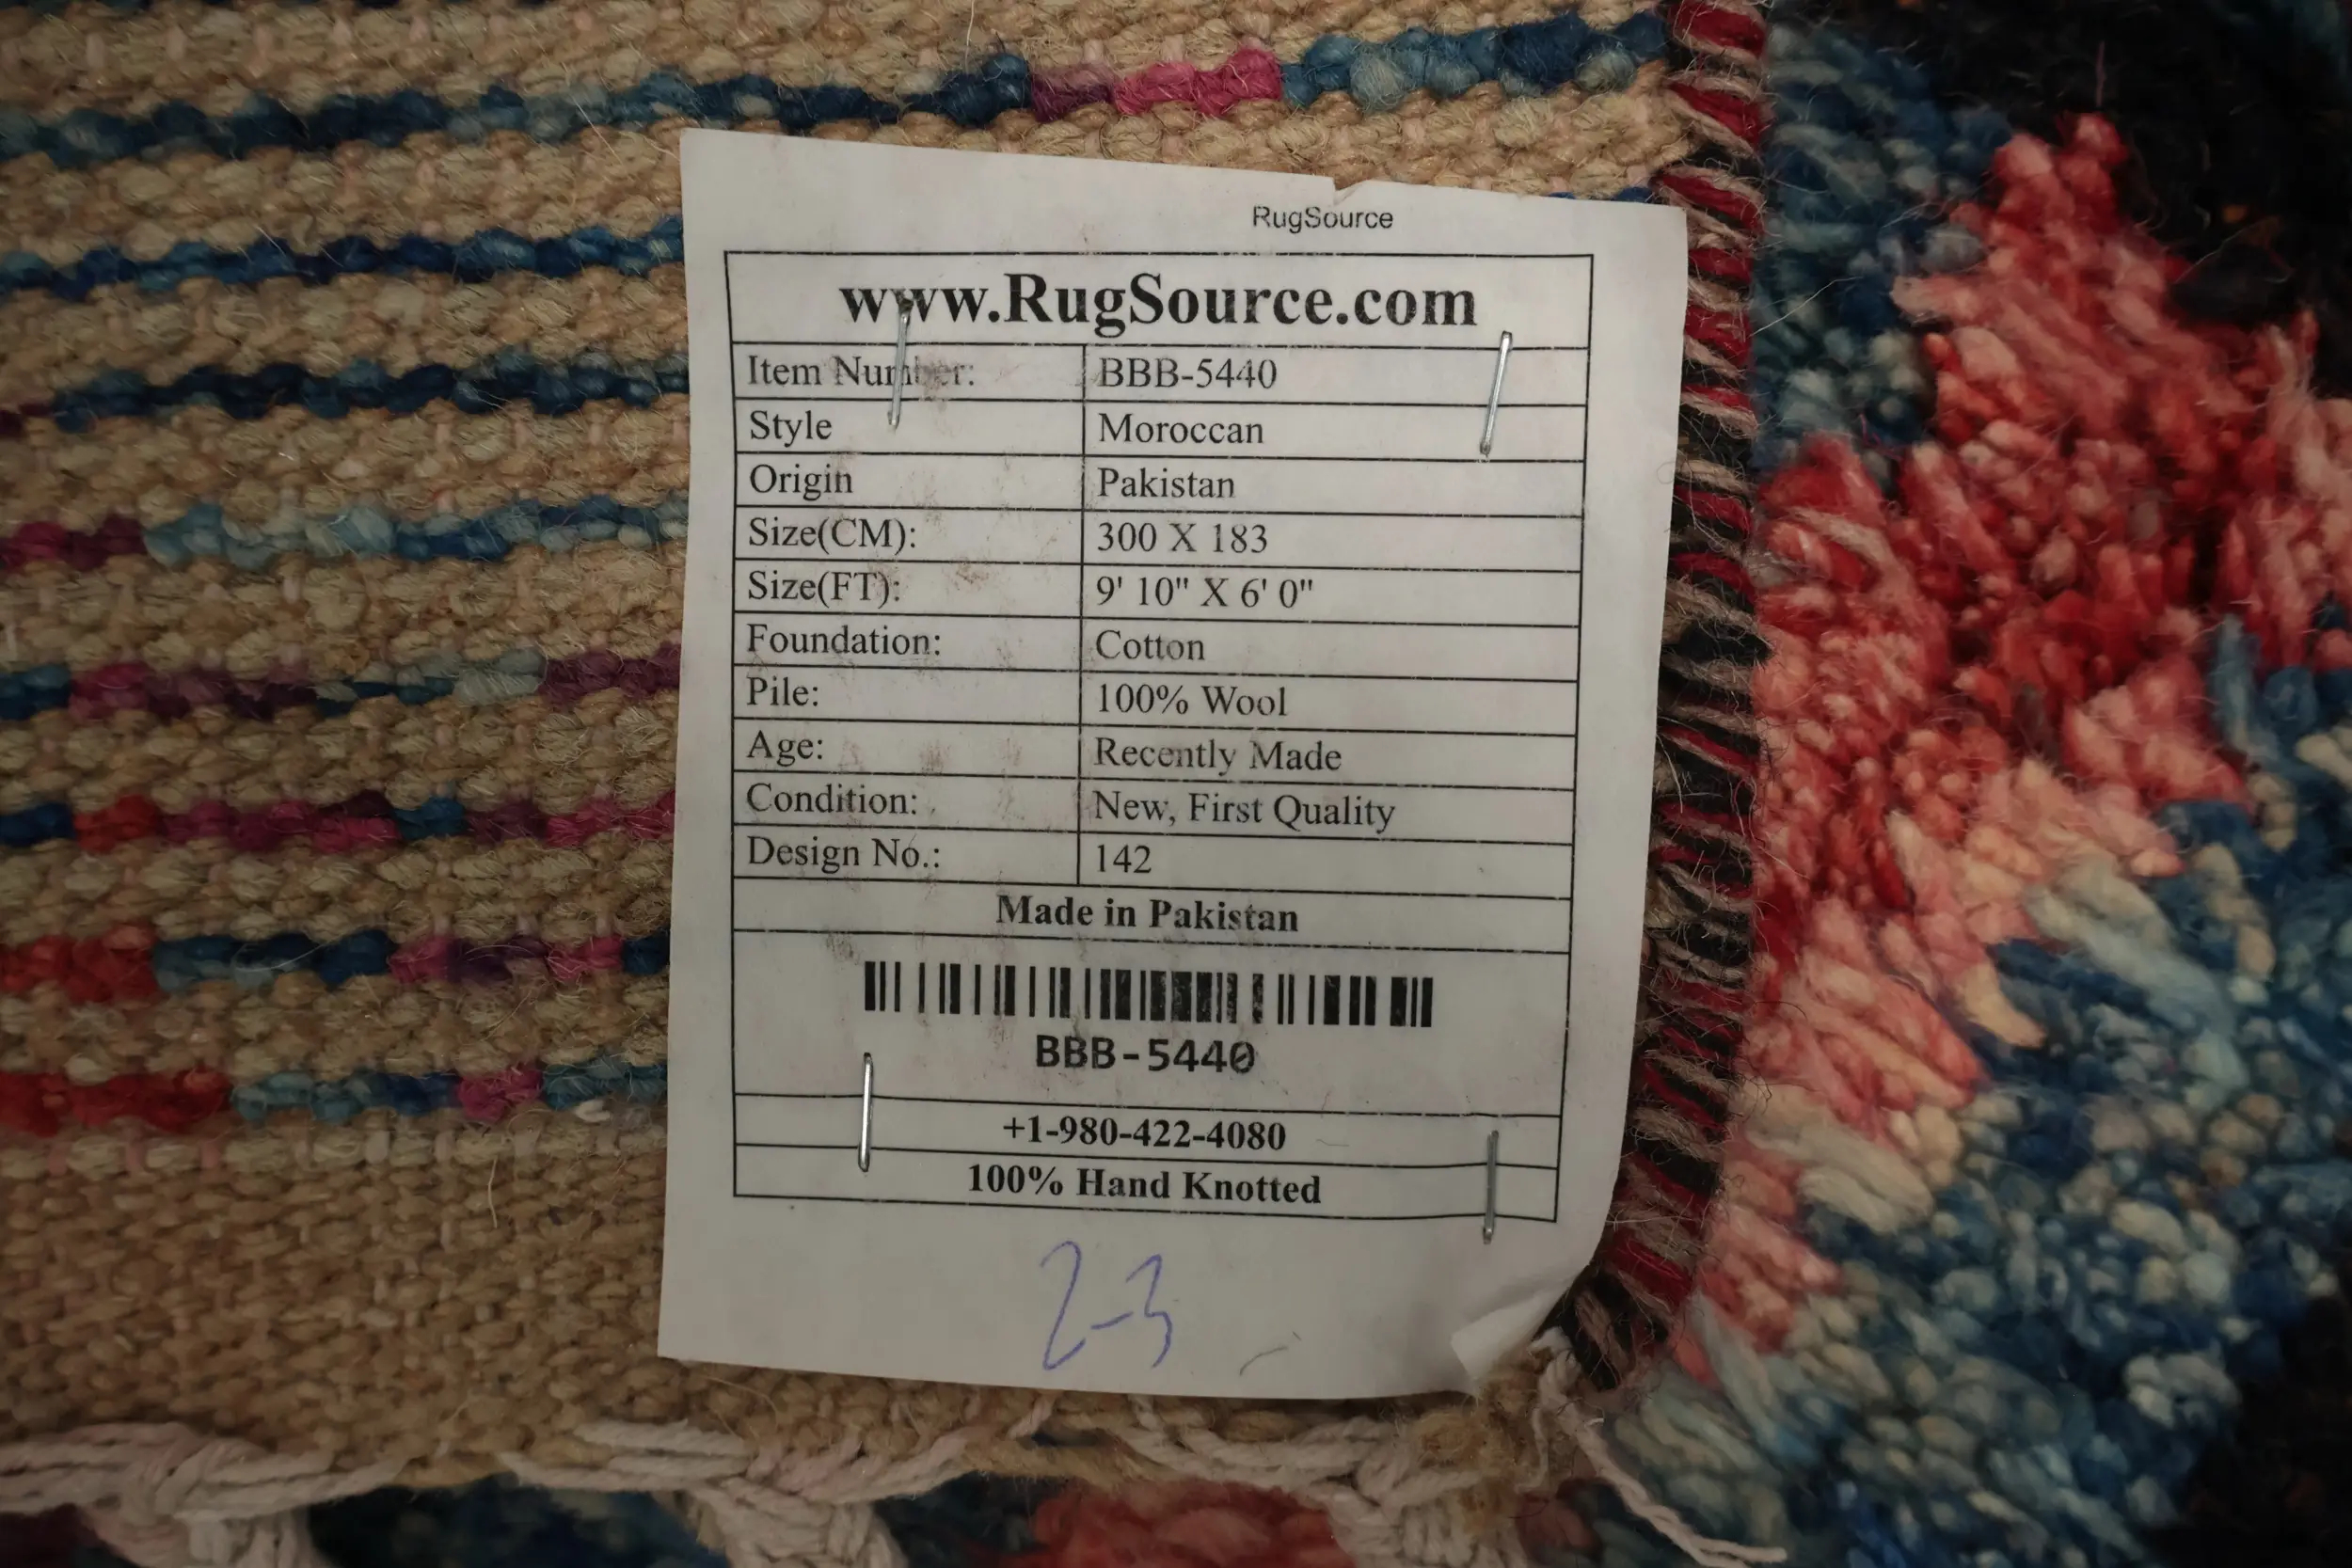 RugSource
www.RugSource.com
Item Number: BBB-5440
Style Moroccan
Origin Pakistan
Size(CM): 300 X 183
Size(FT): 9' 10" X 6' 0"
Foundation: Cotton
Pile: 100% Wool
Age: Recently Made
Condition: New, First Quality
Design No.: 142
Made in Pakistan
BBB-5440
+1-980-422-4080
100% Hand Knotted
2-3